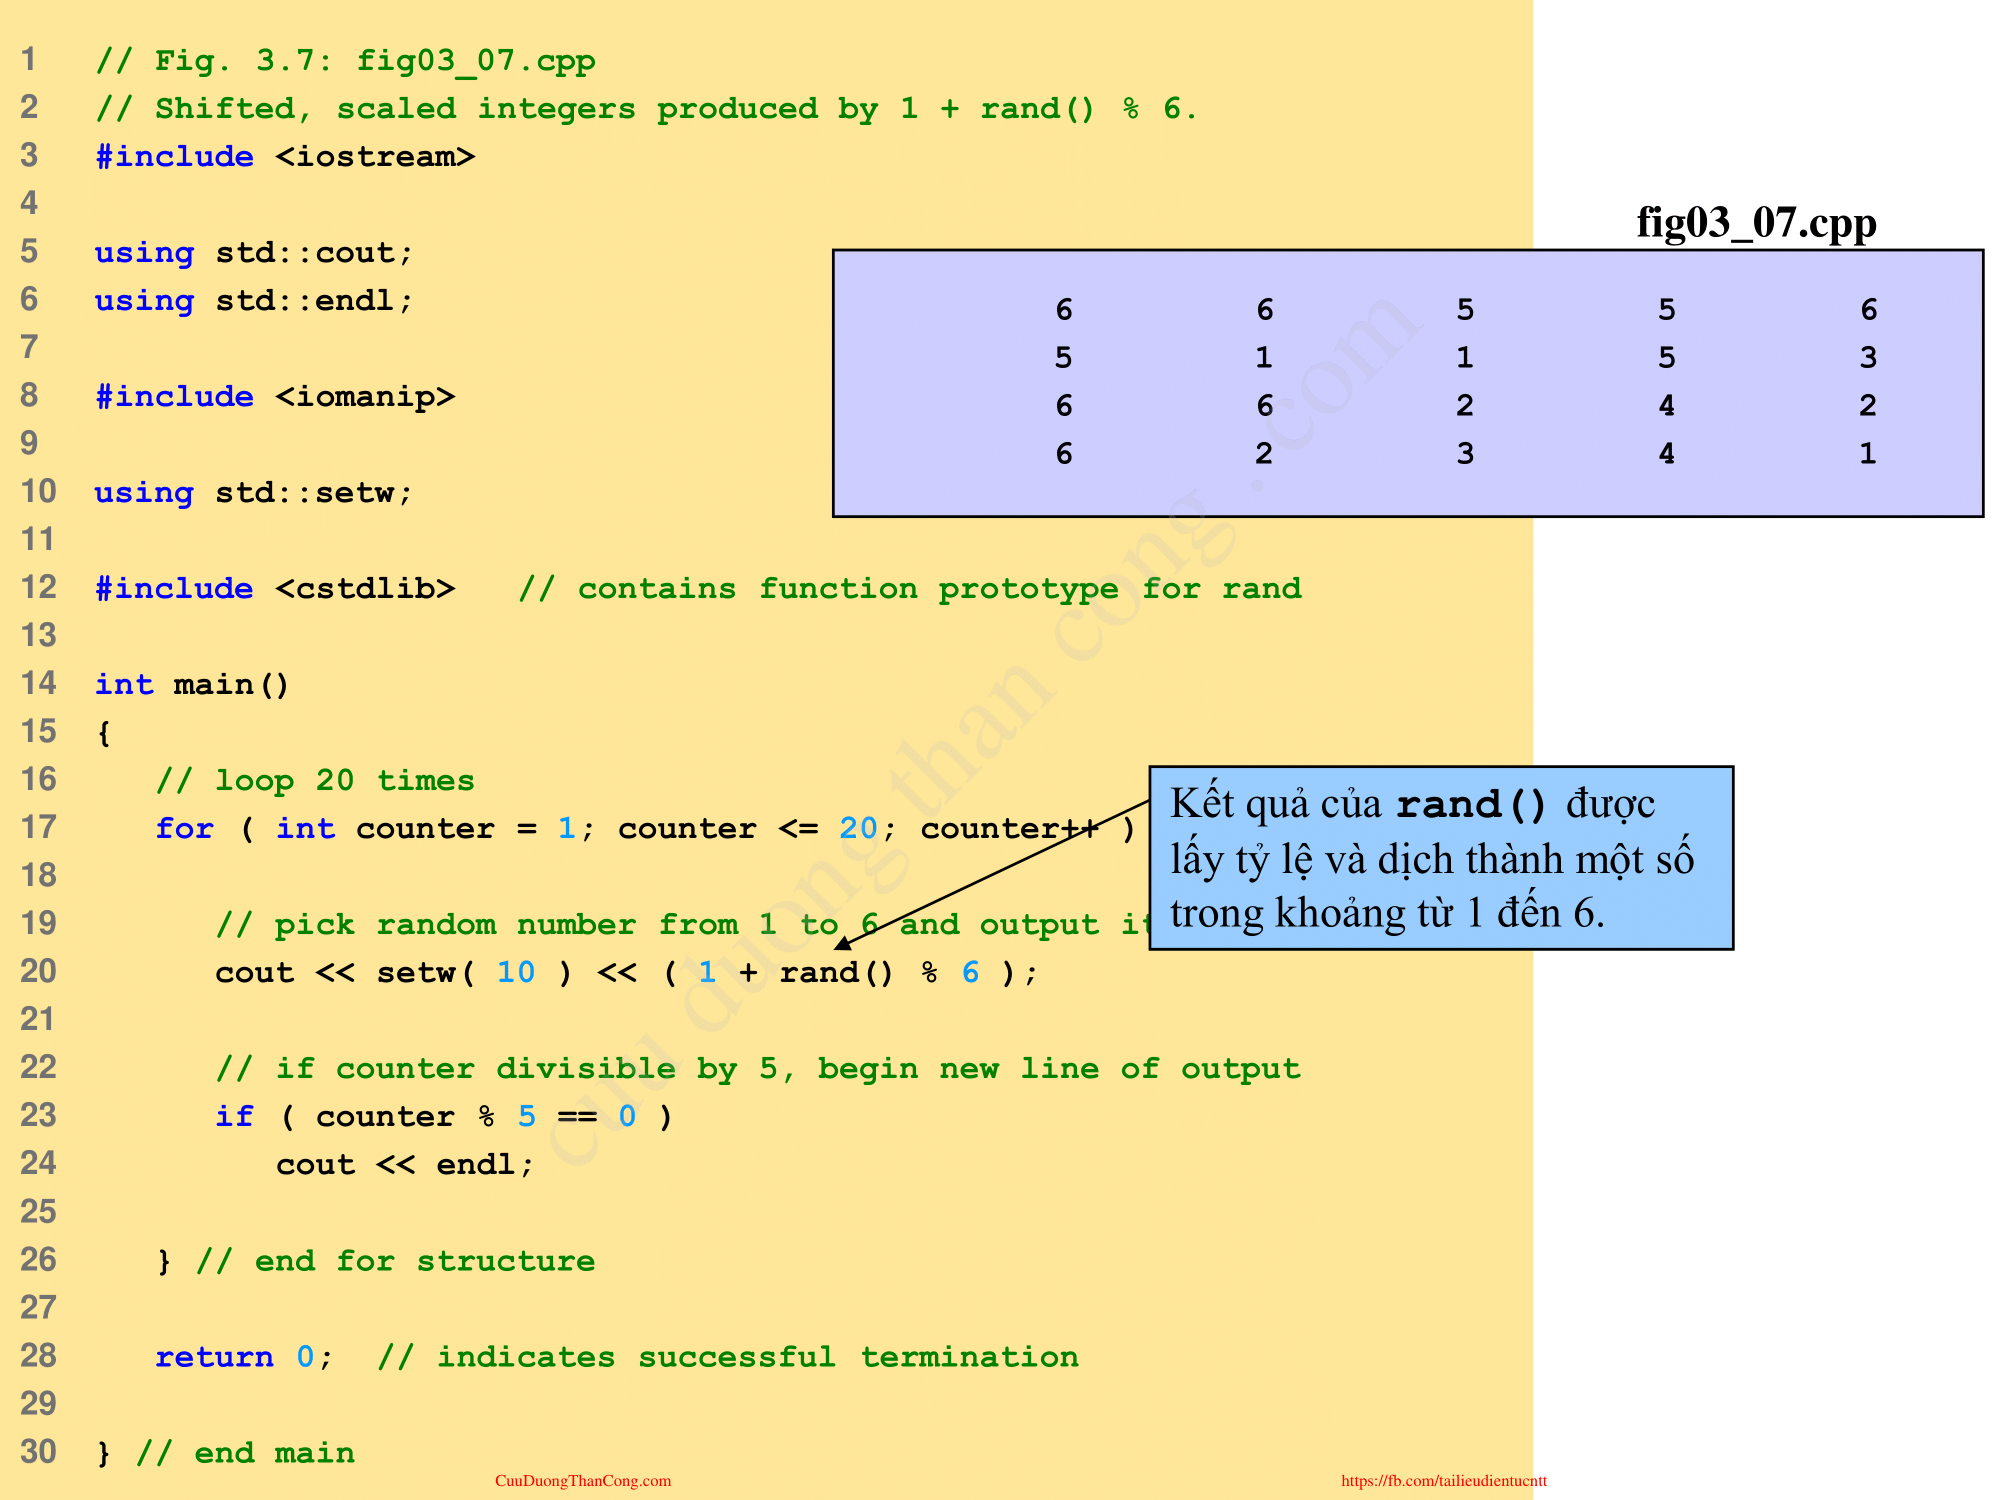 1 // Fig. 3.7: fig03_07.cpp
2 // Shifted, scaled integers produced by 1 + rand() % 6.
3 #include <iostream>
4
5 using std::cout;
6 using std::endl;
7
8 #include <iomanip>
9
10 using std::setw;
11
12 #include <cstdlib> // contains function prototype for rand
13
14 int main()
15 {
16 // loop 20 times
17 for ( int counter = 1; counter <= 20; counter++ )
18
19 // pick random number from 1 to 6 and output it
20 cout << setw( 10 ) << ( 1 + rand() % 6 );
21
22 // if counter divisible by 5, begin new line of output
23 if ( counter % 5 == 0 )
24 cout << endl;
25
26 } // end for structure
27
28 return 0; // indicates successful termination
29
30 } // end main
fig03_07.cpp
6 6 5 5 6
5 1 1 5 3
6 6 2 4 2
6 2 3 4 1
Kết quả của rand() được
lấy tỷ lệ và dịch thành một số
trong khoảng từ 1 đến 6.
cuu duong than cong . com
CuuDuongThanCong.com
https://fb.com/tailieudientucntt